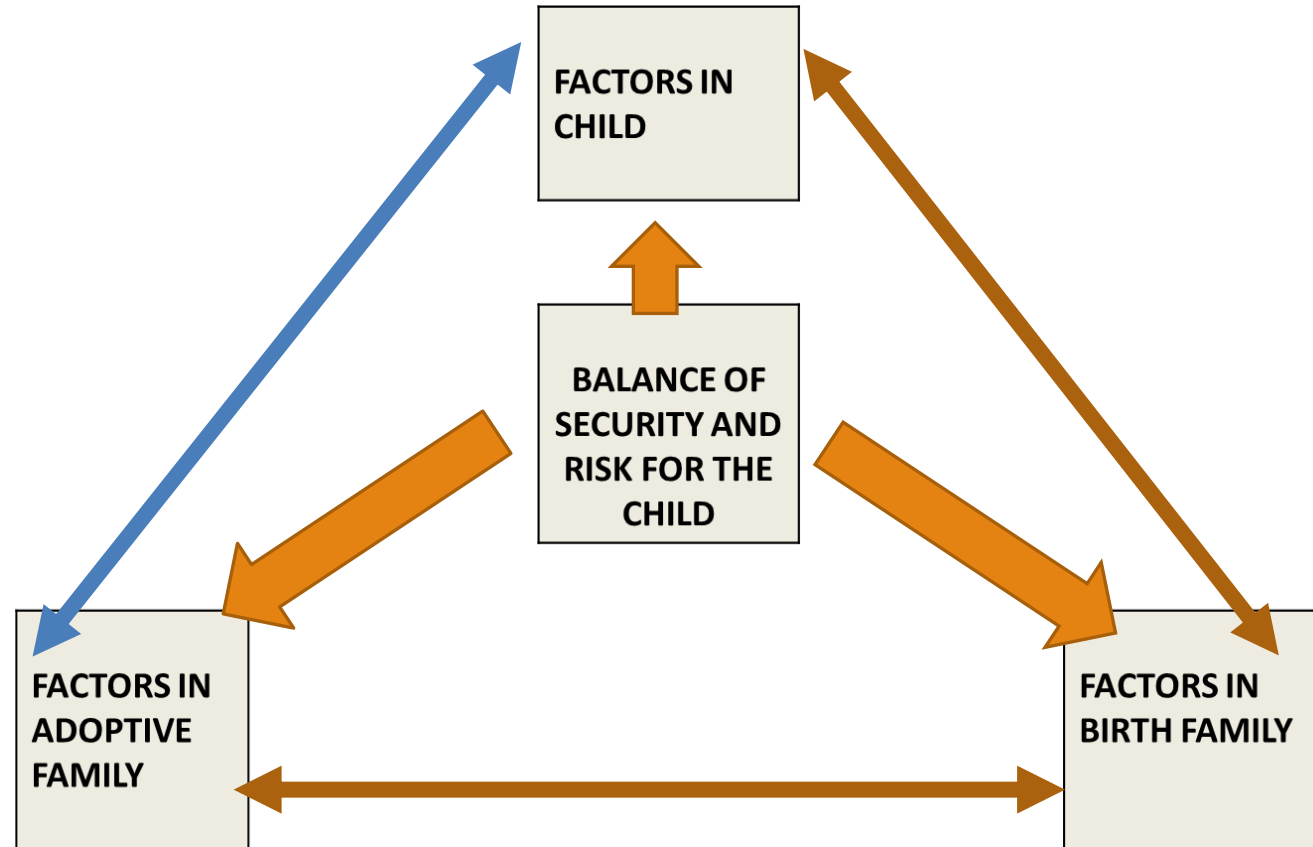 FACTORS IN
CHILD
BALANCE OF
SECURITY AND
RISK FOR THE
CHILD
FACTORS IN
ADOPTIVE
FAMILY
FACTORS IN
BIRTH FAMILY